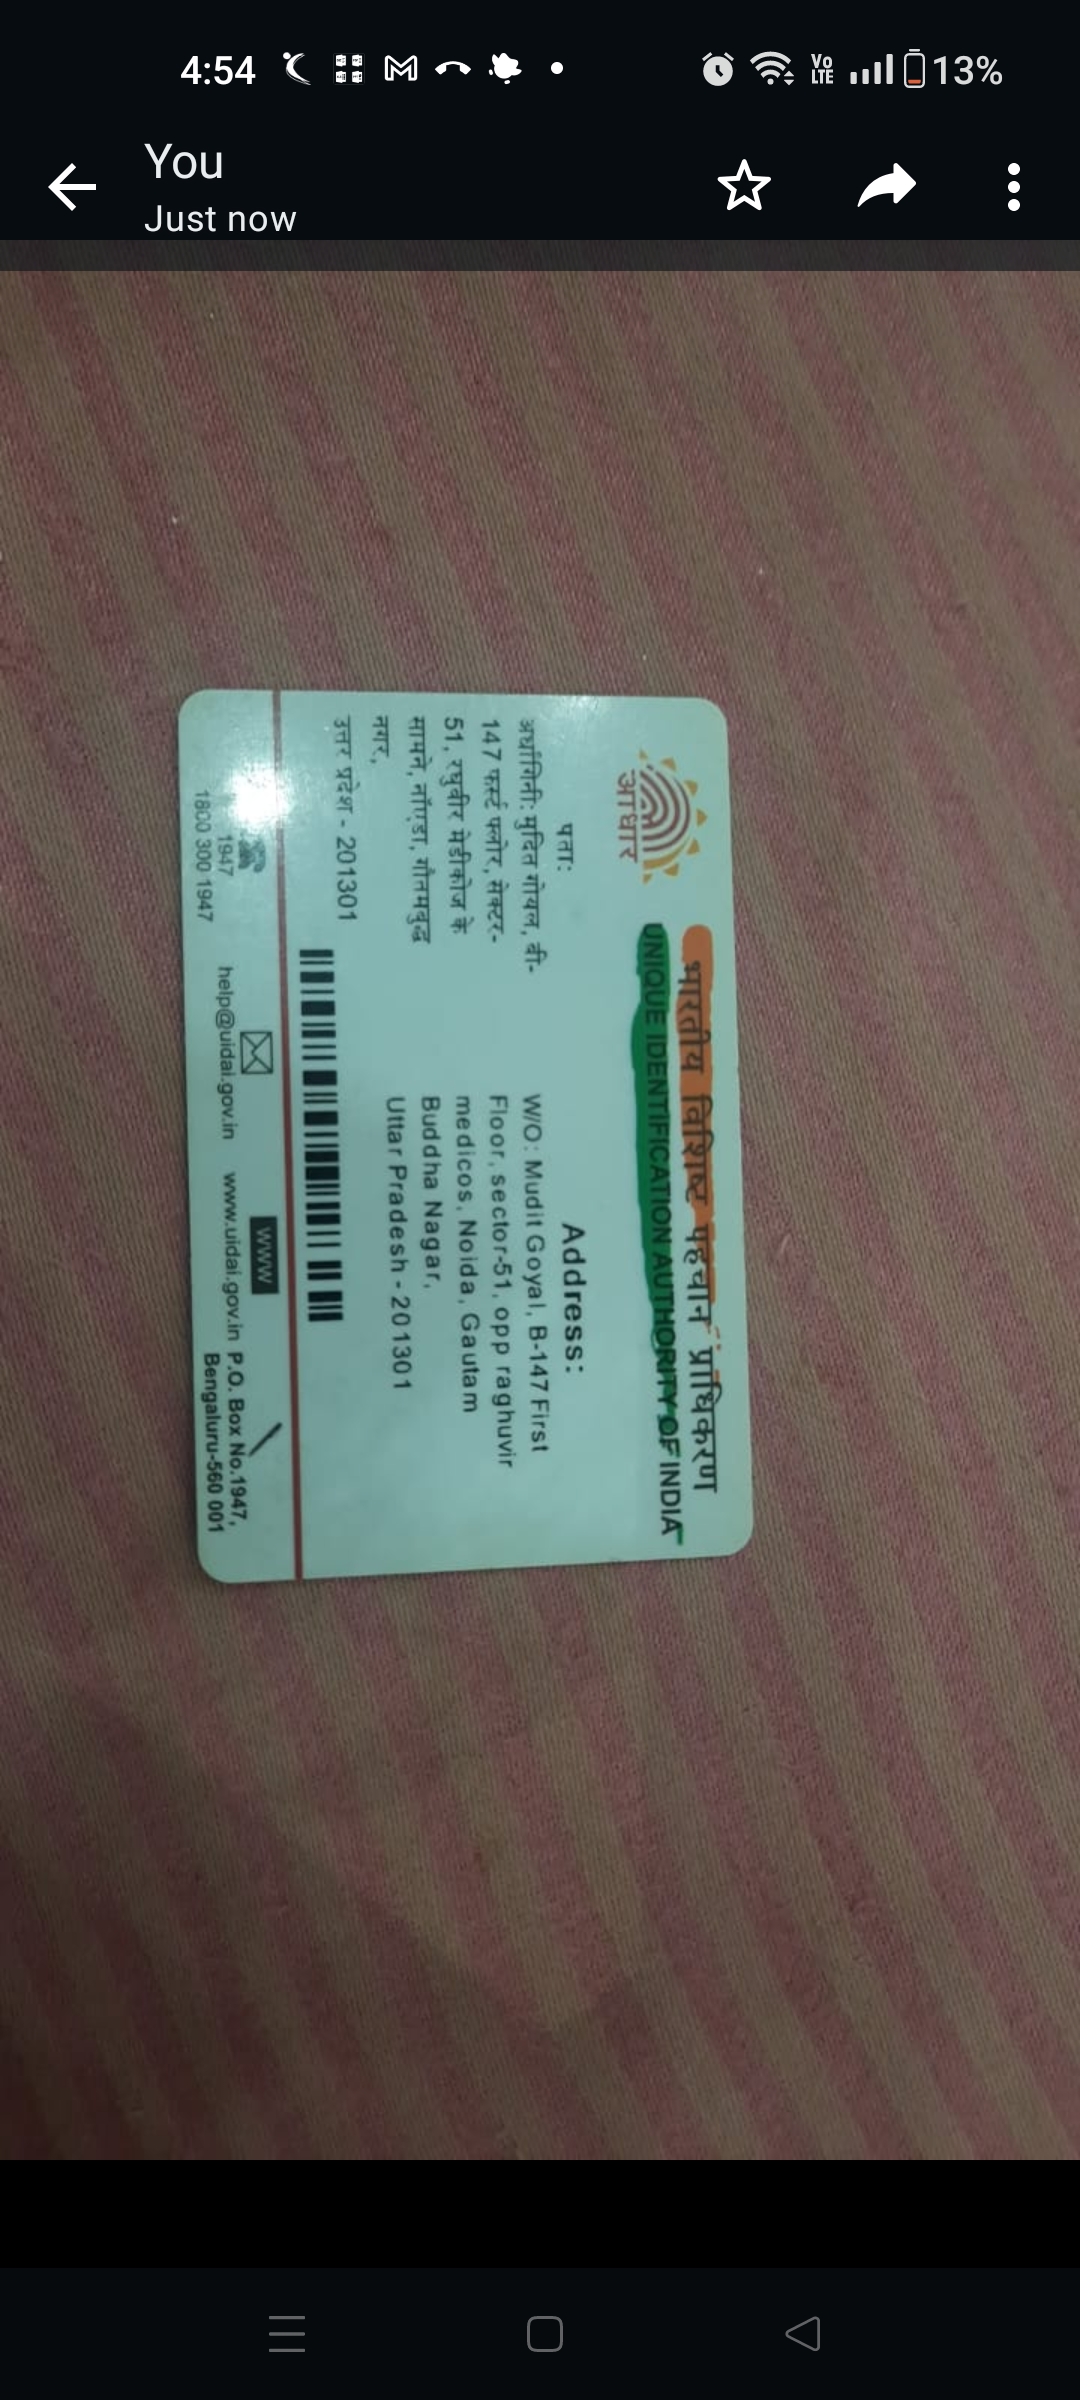 4:54
Vo
LTE
13%
You
Just now
भारतीय विशिष्ट पहचान प्राधिकरण
UNIQUE IDENTIFICATION AUTHORITY OF INDIA
आधार
पता:
अर्धांगिनी: मुदित गोयल, बी-
147 फर्स्ट फ्लोर, सेक्टर-
51, रघुवीर मेडीकोज के
सामने, नॉएडा, गौतमबुद्ध
नगर,
उत्तर प्रदेश - 201301
Address:
W/O: Mudit Goyal, B-147 First
Floor, sector-51, opp raghuvir
medicos, Noida, Gautam
Buddha Nagar,
Uttar Pradesh - 201301
1947
1800 300 1947
help@uidai.gov.in
www
www.uidai.gov.in
P.O. Box No.1947,
Bengaluru-560 001